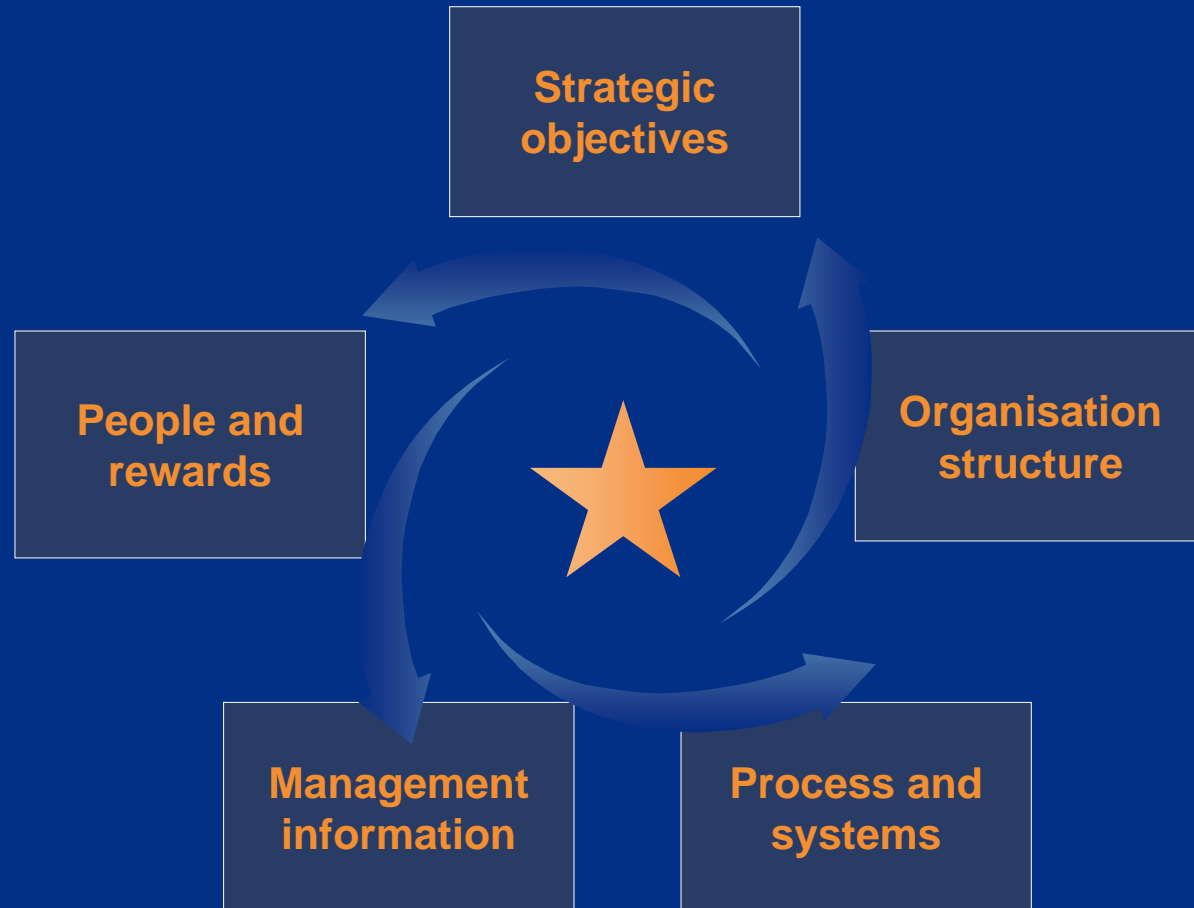 Strategic
objectives
People and
rewards
Organisation
structure
Management
information
Process and
systems